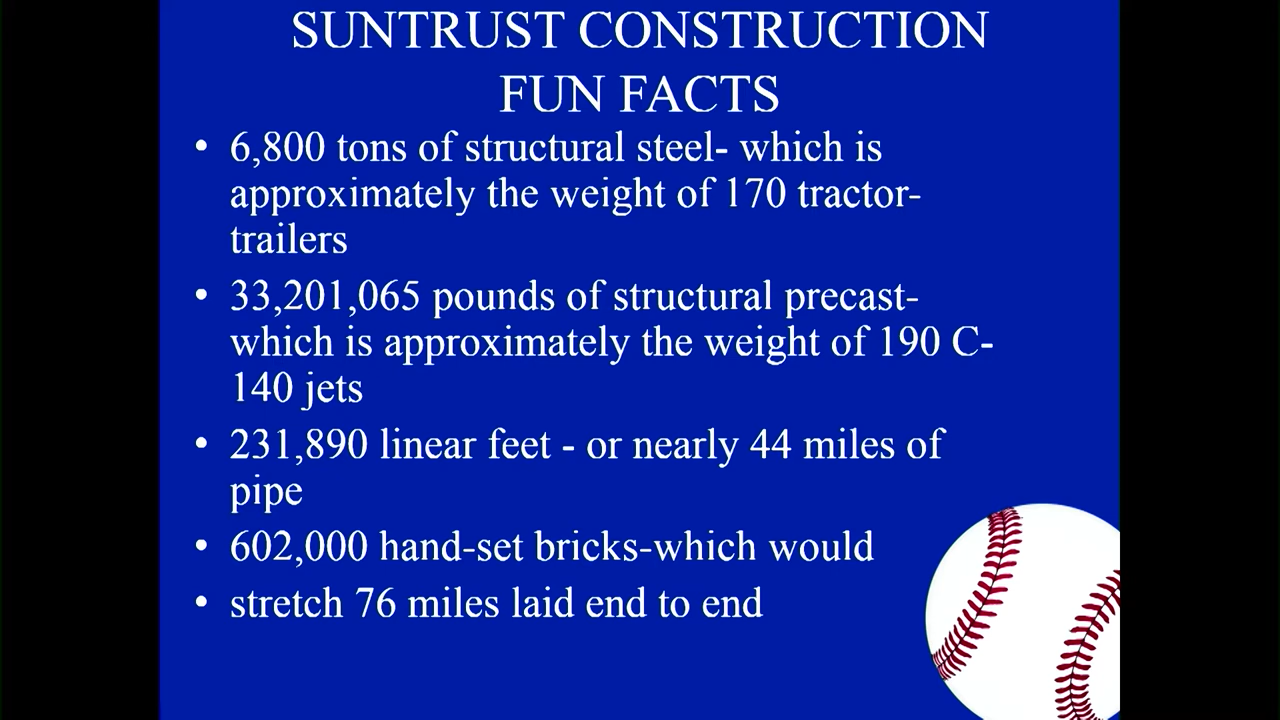 SUNTRUST CONSTRUCTION
FUN FACTS
• 6,800 tons of structural steel- which is
approximately the weight of 170 tractor-
trailers
• 33,201,065 pounds of structural precast-
which is approximately the weight of 190 C-
140 jets
• 231,890 linear feet - or nearly 44 miles of
pipe
• 602,000 hand-set bricks-which would
• stretch 76 miles laid end to end